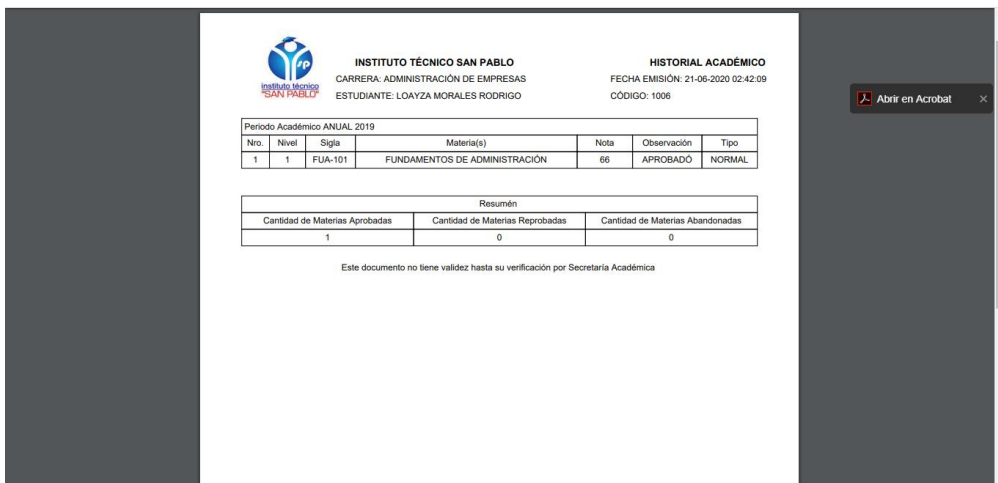 INSTITUTO TÉCNICO SAN PABLO
HISTORIAL ACADÉMICO
CARRERA: ADMINISTRACIÓN DE EMPRESAS
FECHA EMISIÓN: 21-06-2020 02:42:09
ESTUDIANTE: LOAYZA MORALES RODRIGO
CÓDIGO: 1006
instituto técnico
"SAN PABLO"
SP
Abrir en Acrobat
Periodo Académico ANUAL 2019
Nro. Nivel Sigla Materia(s) Nota Observación Tipo
1 1 FUA-101 FUNDAMENTOS DE ADMINISTRACIÓN 66 APROBADÓ NORMAL
Resumén
Cantidad de Materias Aprobadas Cantidad de Materias Reprobadas Cantidad de Materias Abandonadas
1 0 0
Este documento no tiene validez hasta su verificación por Secretaría Académica